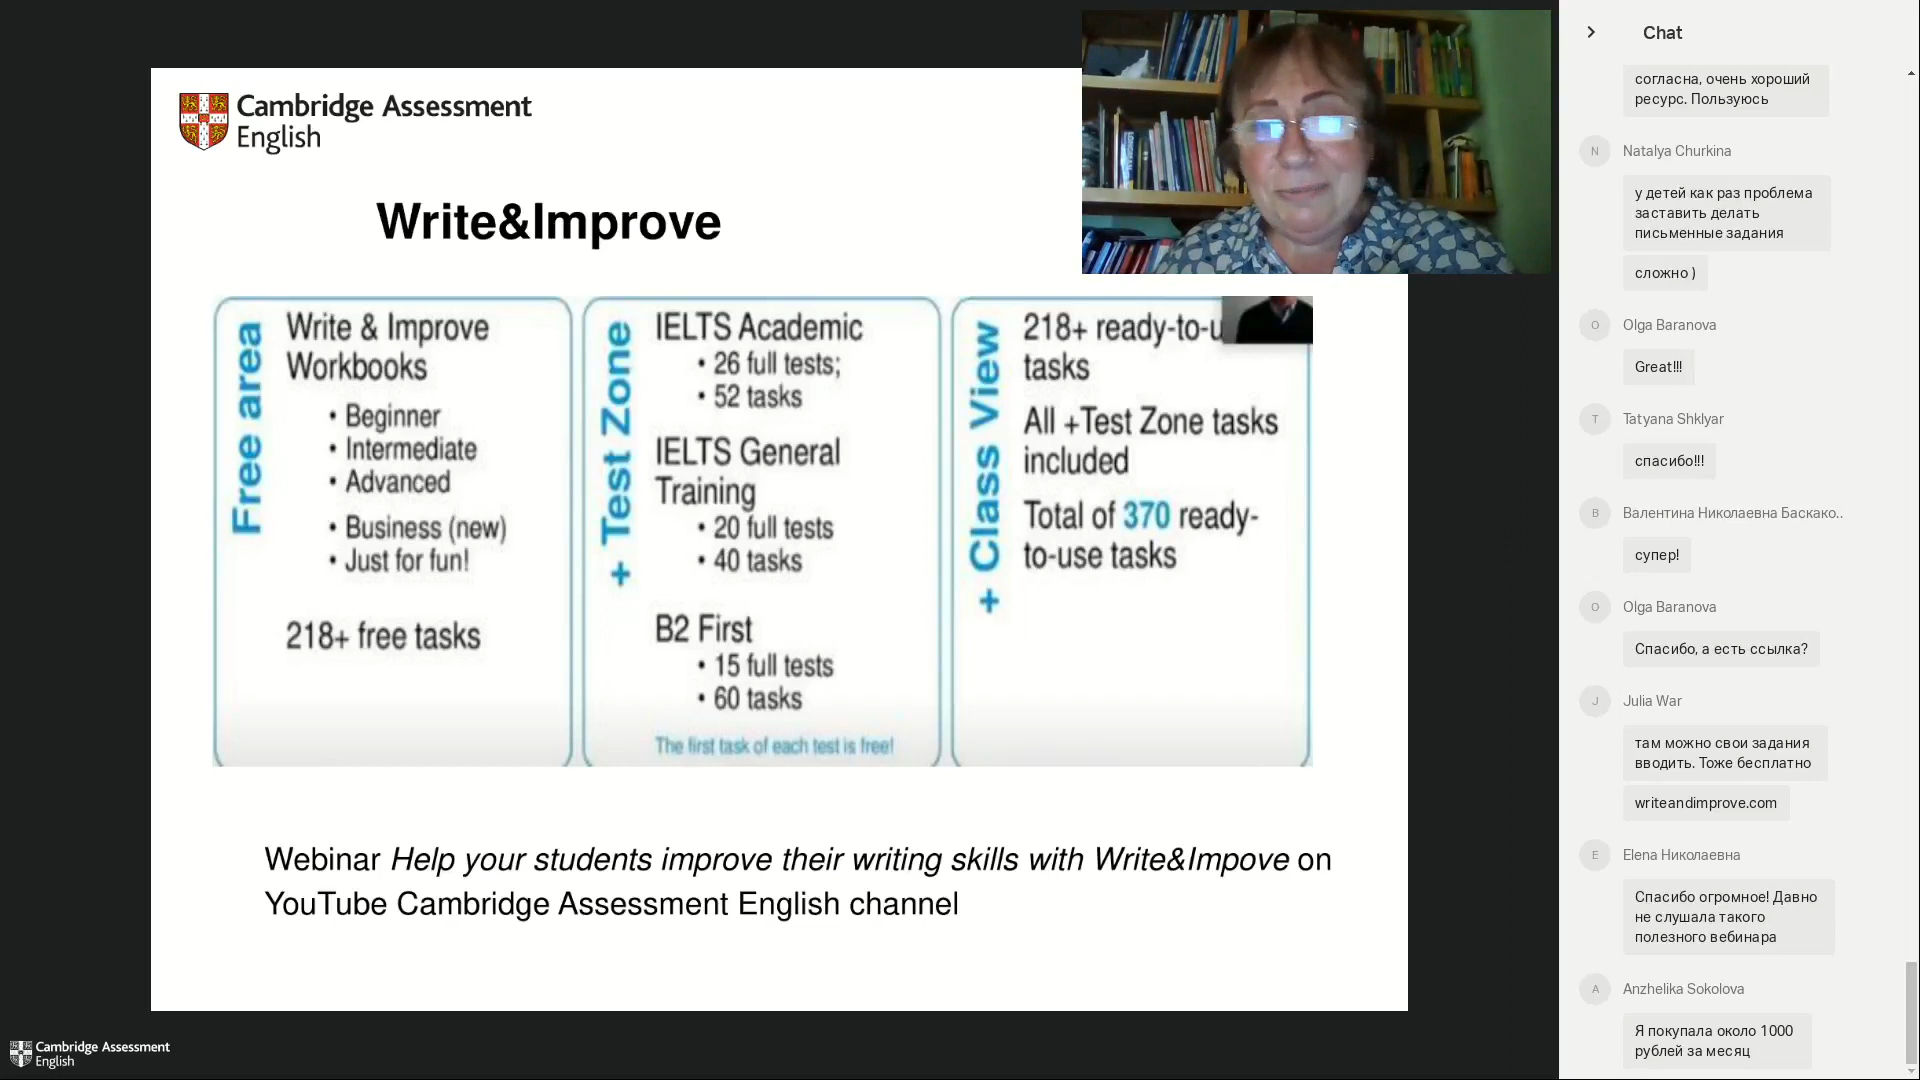 Cambridge Assessment
English
Write&Improve
Free area
Write & Improve
Workbooks
• Beginner
• Intermediate
• Advanced
• Business (new)
• Just for fun!
218+ free tasks
+ Test Zone
IELTS Academic
• 26 full tests;
• 52 tasks
IELTS General
Training
• 20 full tests
• 40 tasks
B2 First
• 15 full tests
• 60 tasks
The first task of each test is free!
+ Class View
218+ ready-to-u
tasks
All +Test Zone tasks
included
Total of 370 ready-
to-use tasks
Webinar Help your students improve their writing skills with Write&Impove on
YouTube Cambridge Assessment English channel
Cambridge Assessment
English
Chat
согласна, очень хороший
ресурс. Пользуюсь
N
Natalya Churkina
у детей как раз проблема
заставить делать
письменные задания
сложно )
O
Olga Baranova
Great!!!
T
Tatyana Shklyar
спасибо!!!
В
Валентина Николаевна Баскако..
супер!
O
Olga Baranova
Спасибо, а есть ссылка?
J
Julia War
там можно свои задания
вводить. Тоже бесплатно
writeandimprove.com
E
Elena Николаевна
Спасибо огромное! Давно
не слушала такого
полезного вебинара
A
Anzhelika Sokolova
Я покупала около 1000
рублей за месяц